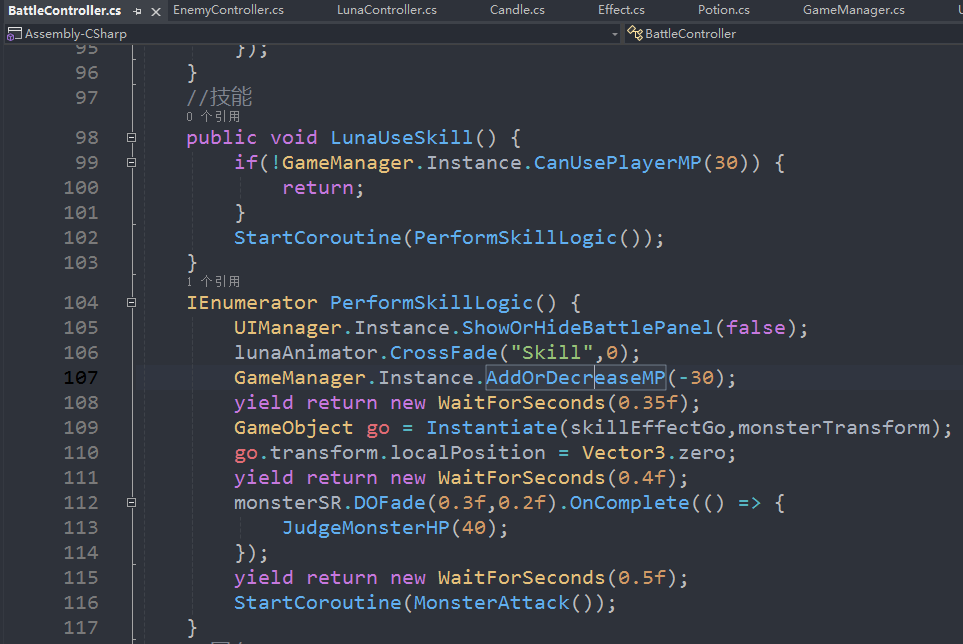 BattleController.cs EnemyController.cs LunaController.cs Candle.cs Effect.cs Potion.cs GameManager.cs
Assembly-CSharp BattleController
95 });
96 }
97 //技能
0 个引用
98 public void LunaUseSkill() {
99 if(!GameManager.Instance.CanUsePlayerMP(30)) {
100 return;
101 }
102 StartCoroutine(PerformSkillLogic());
103 }
1 个引用
104 IEnumerator PerformSkillLogic() {
105 UIManager.Instance.ShowOrHideBattlePanel(false);
106 lunaAnimator.CrossFade("Skill",0);
107 GameManager.Instance.AddOrDecreaseMP(-30);
108 yield return new WaitForSeconds(0.35f);
109 GameObject go = Instantiate(skillEffectGo,monsterTransform);
110 go.transform.localPosition = Vector3.zero;
111 yield return new WaitForSeconds(0.4f);
112 monsterSR.DOFade(0.3f,0.2f).OnComplete(() => {
113 JudgeMonsterHP(40);
114 });
115 yield return new WaitForSeconds(0.5f);
116 StartCoroutine(MonsterAttack());
117 }